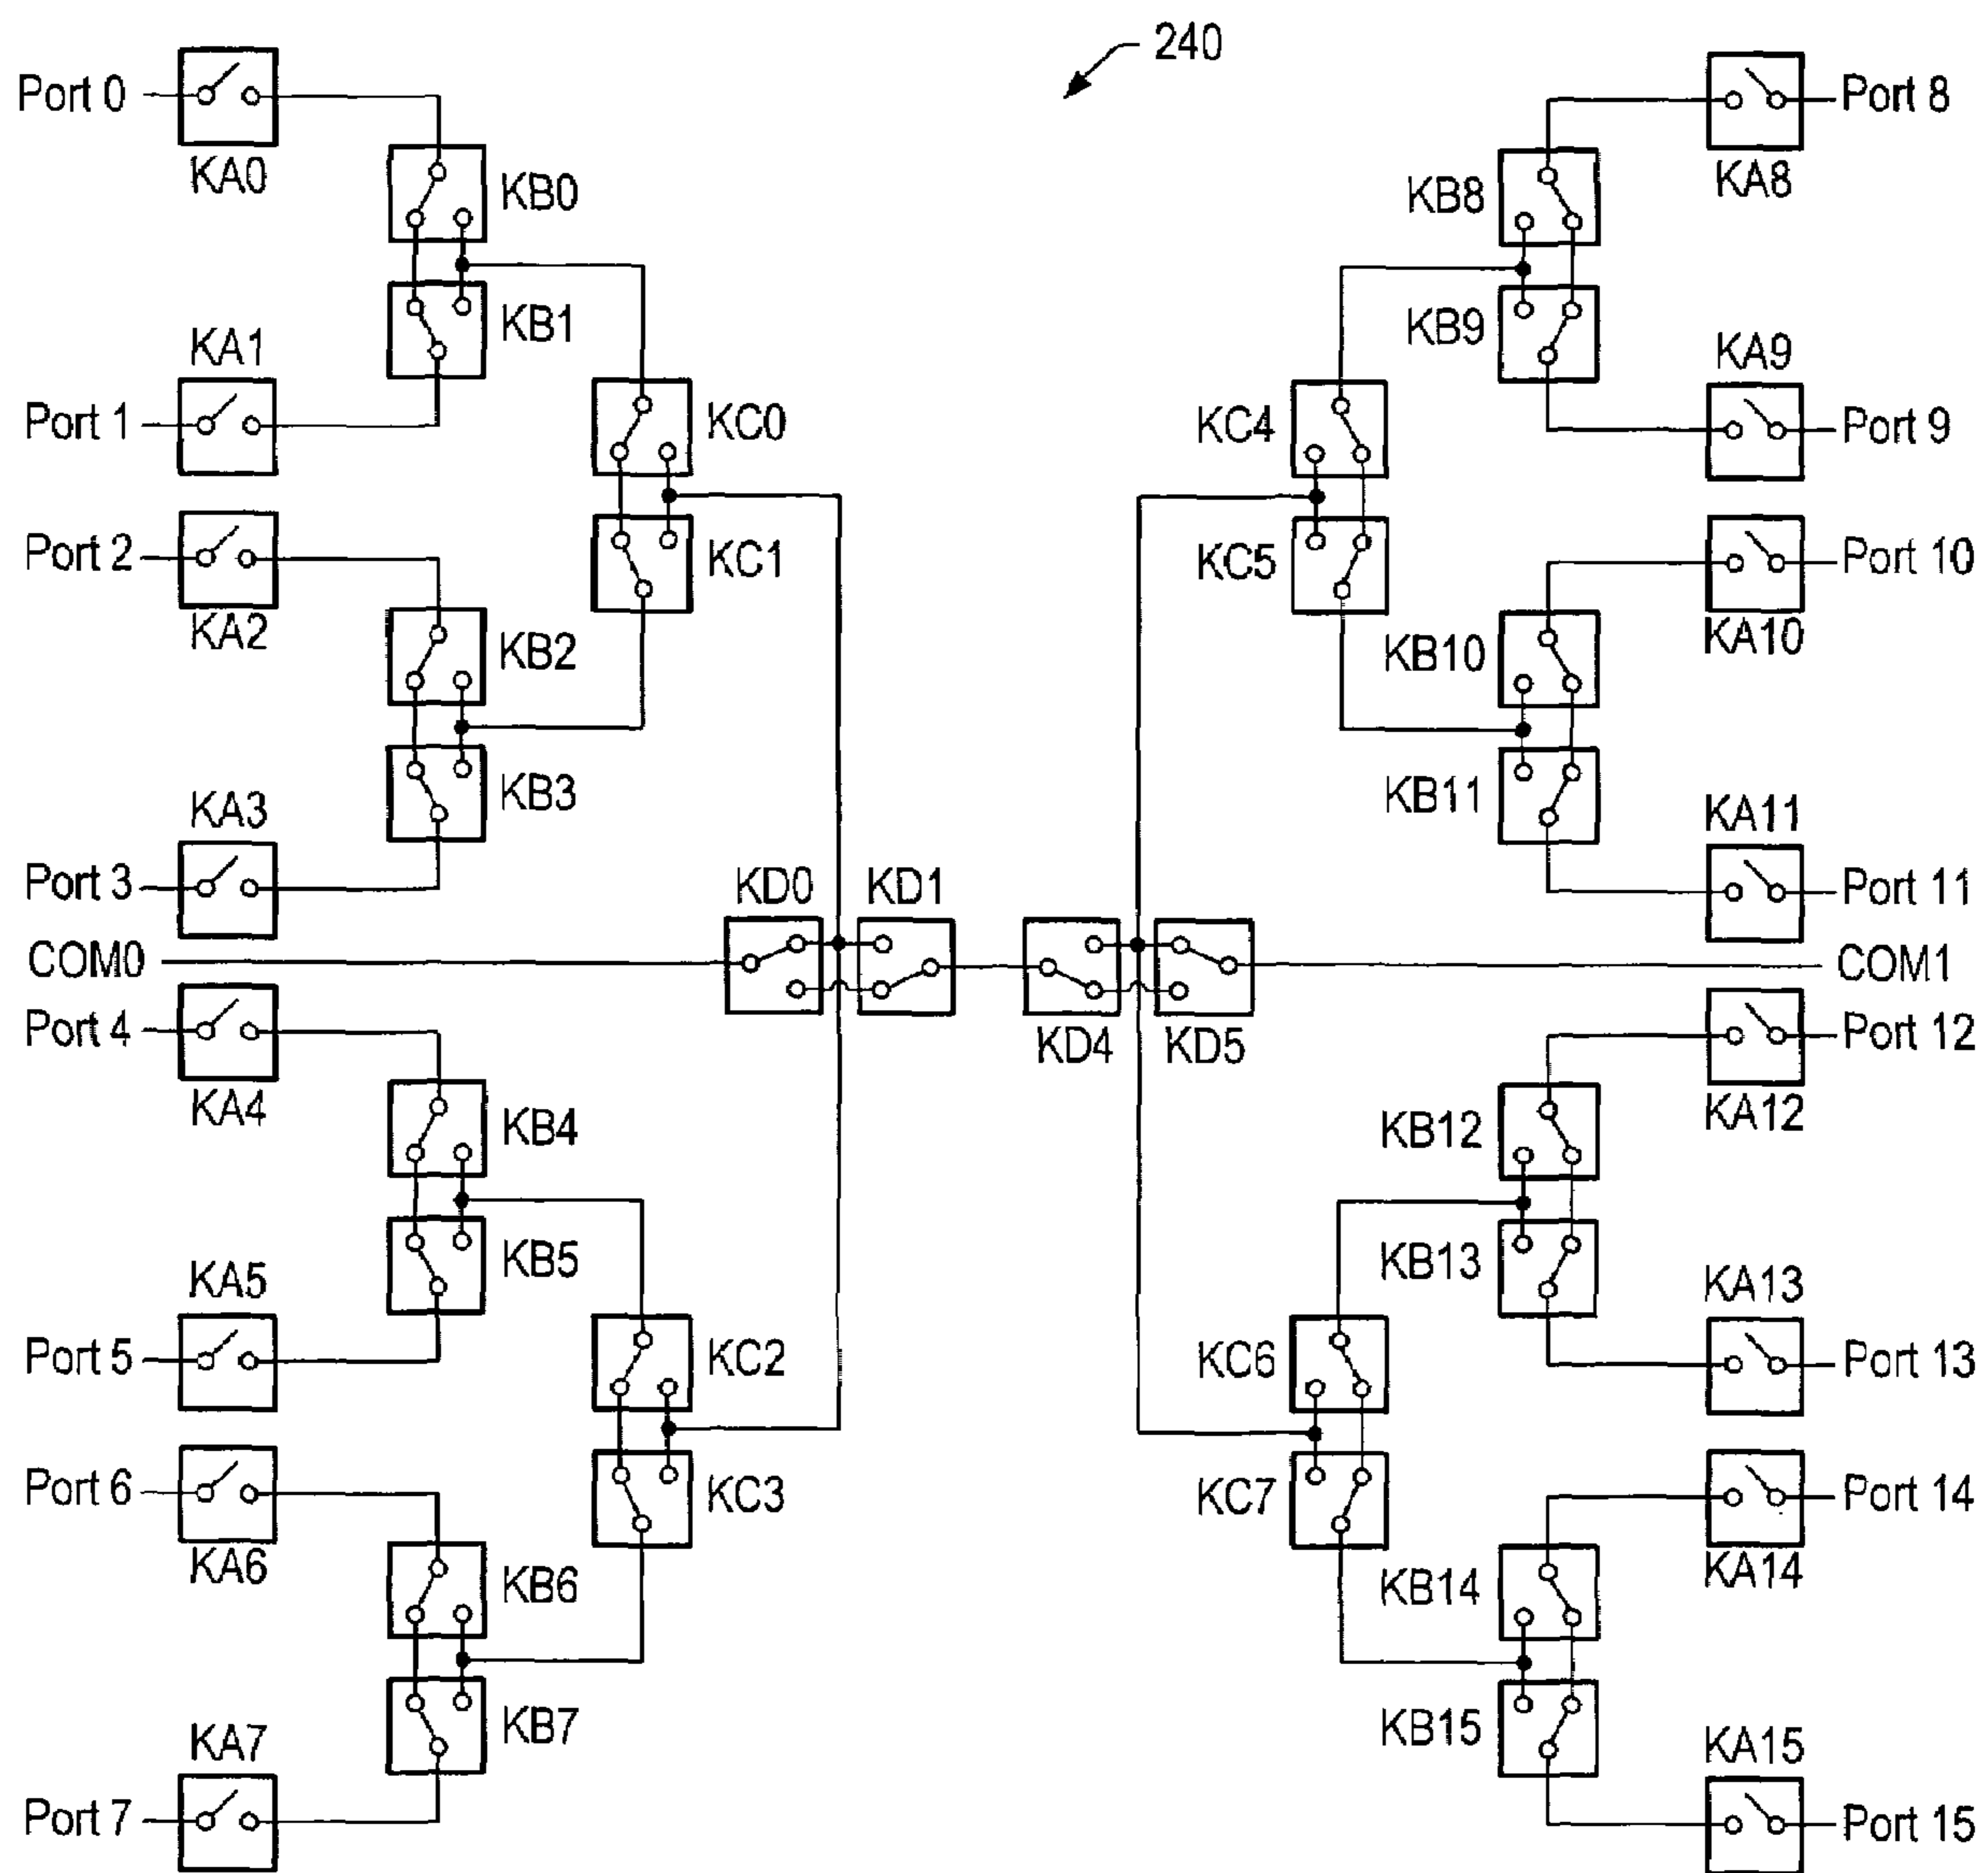 240
Port 0
KA0
KB0
KB1
KA1
Port 1
KC0
Port 2
KA2
KC1
KB2
KB3
KA3
Port 3
COM0
KD0
KD1
Port 4
KA4
KB4
KB5
KA5
Port 5
KC2
Port 6
KA6
KC3
KB6
KB7
KA7
Port 7
Port 8
KA8
KB8
KB9
KA9
Port 9
KC4
Port 10
KA10
KC5
KB10
KB11
KA11
Port 11
COM1
KD4
KD5
Port 12
KA12
KB12
KB13
KA13
Port 13
KC6
Port 14
KA14
KC7
KB14
KB15
KA15
Port 15